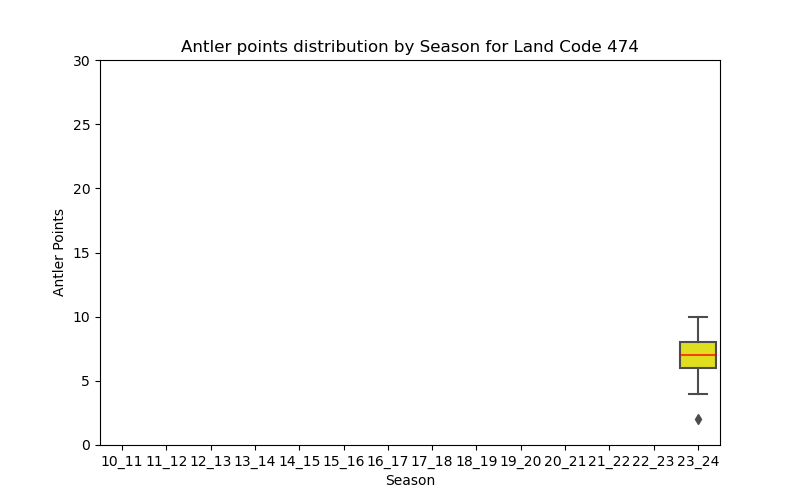 Antler points distribution by Season for Land Code 474
30
25
20
15
10
5
0
Antler Points
10_11 11_12 12_13 13_14 14_15 15_16 16_17 17_18 18_19 19_20 20_21 21_22 22_23 23_24
Season